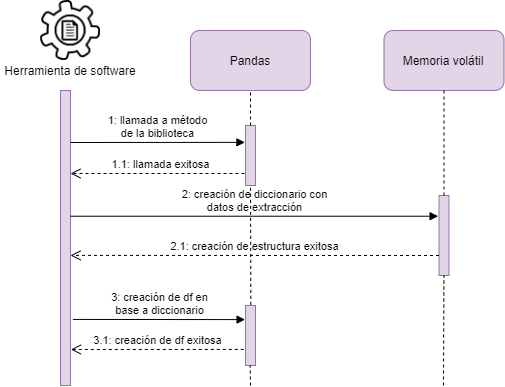 Herramienta de software
Pandas
Memoria volátil
1: llamada a método
de la biblioteca
1.1: llamada exitosa
2: creación de diccionario con
datos de extracción
2.1: creación de estructura exitosa
3: creación de df en
base a diccionario
3.1: creación de df exitosa